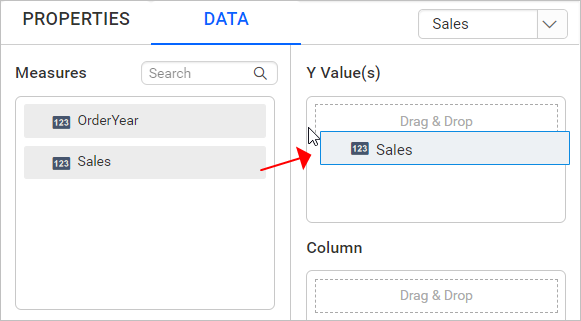 PROPERTIES
DATA
Sales
Measures
Search
123 OrderYear
123 Sales
Y Value(s)
Drag & Drop
123 Sales
Column
Drag & Drop